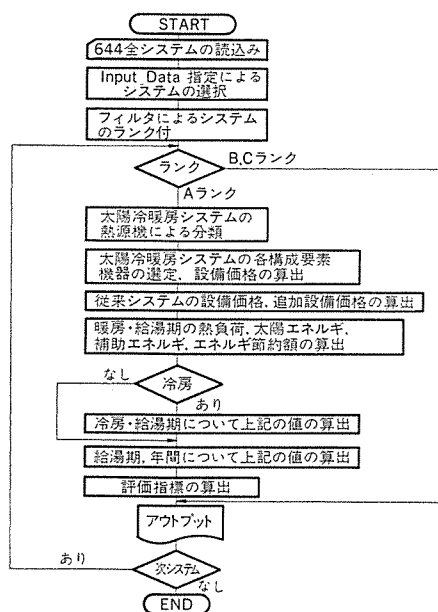 START
644全システムの読込み
Input Data 指定による
システムの選択
フィルタによるシステム
のランク付
ランク
B,Cランク
Aランク
太陽冷暖房システムの
熱源機による分類
太陽冷暖房システムの各構成要素
機器の選定, 設備価格の算出
従来システムの設備価格, 追加設備価格の算出
暖房・給湯期の熱負荷, 太陽エネルギ,
補助エネルギ, エネルギ節約額の算出
なし
冷房
あり
冷房・給湯期について上記の値の算出
給湯期, 年間について上記の値の算出
評価指標の算出
アウトプット
あり
次システム
なし
END